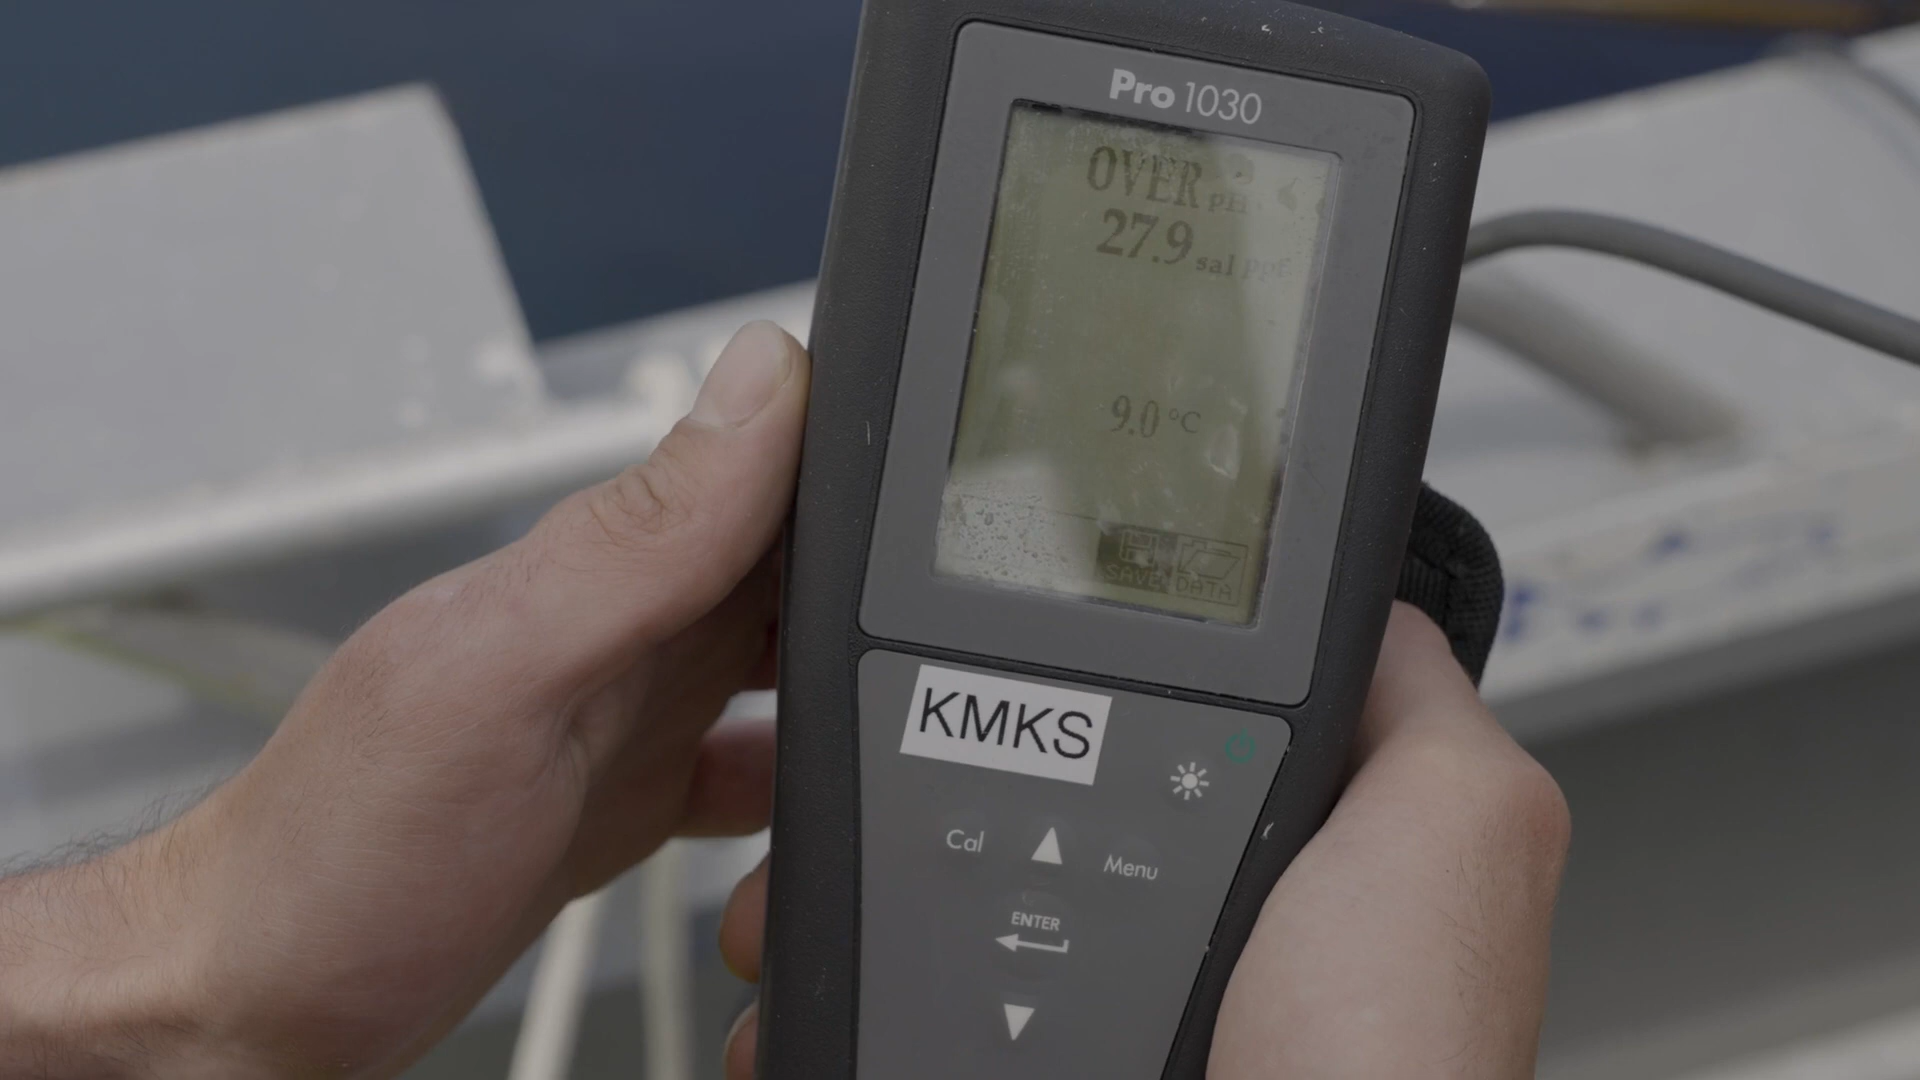 Pro 1030
OVER pH
27.9 sal ppt
9.0 °C
SAVE DATA
KMKS
Cal
Menu
ENTER